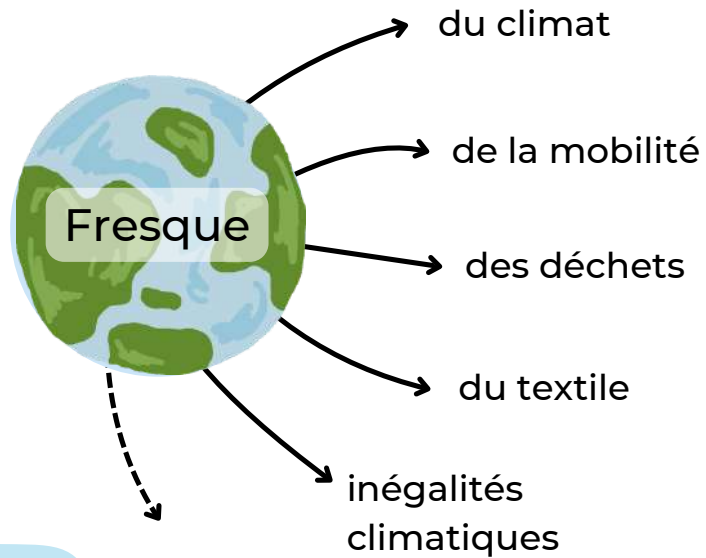 du climat
de la mobilité
Fresque
des déchets
du textile
inégalités
climatiques